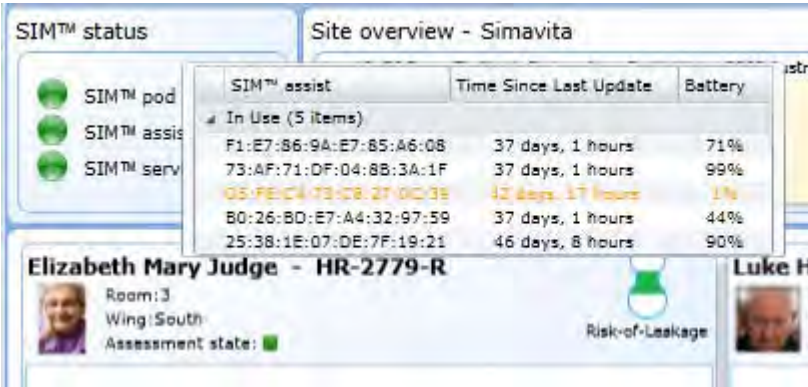 SIM™ status
Site overview - Simavita
SIM™ pod
SIM™ assis
SIM™ serv
SIM™ assist Time Since Last Update Battery
In Use (5 items)
F1:E7:86:9A:E7:85:A6:08 37 days, 1 hours 71%
73:AF:71:DF:04:8B:3A:1F 37 days, 1 hours 99%
42 days, 17 hours 1%
B0:26:BD:E7:A4:32:97:59 37 days, 1 hours 44%
25:38:1E:07:DE:7F:19:21 46 days, 8 hours 90%
Elizabeth Mary Judge - HR-2779-R
Room:3
Wing:South
Assessment state:
Risk-of-Leakage
Luke H